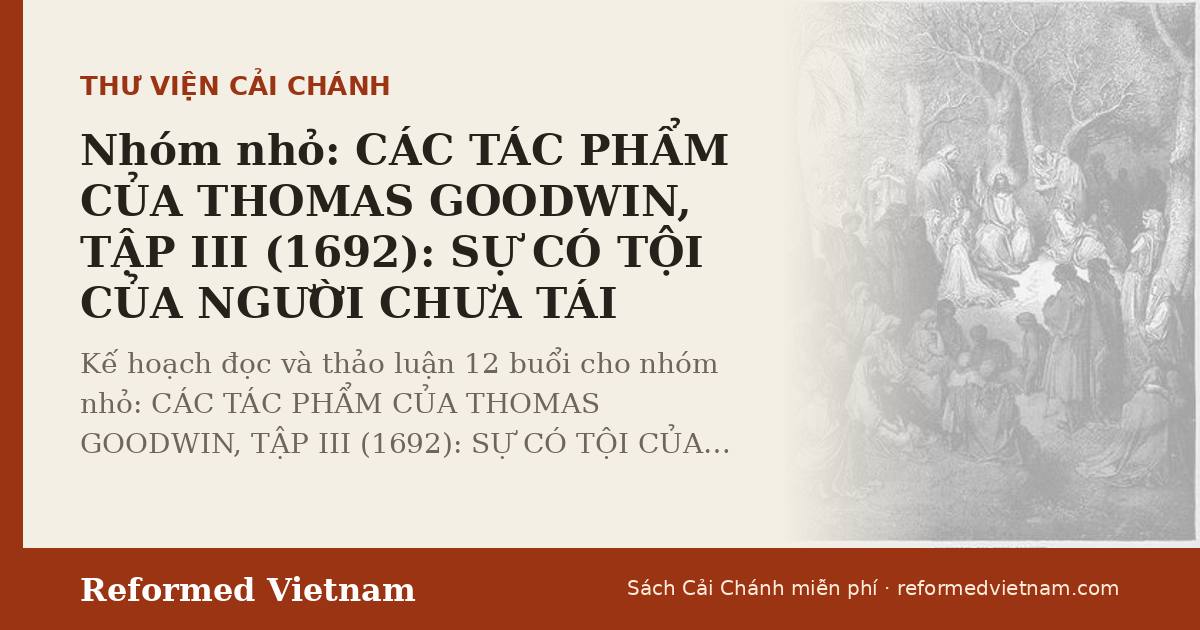 THƯ VIỆN CẢI CHÁNH
Nhóm nhỏ: CÁC TÁC PHẨM
CỦA THOMAS GOODWIN,
TẬP III (1692): SỰ CÓ TỘI
CỦA NGƯỜI CHƯA TÁI
Kế hoạch đọc và thảo luận 12 buổi cho nhóm
nhỏ: CÁC TÁC PHẨM CỦA THOMAS
GOODWIN, TẬP III (1692): SỰ CÓ TỘI CỦA...
Reformed Vietnam
Sách Cải Chánh miễn phí · reformedvietnam.com